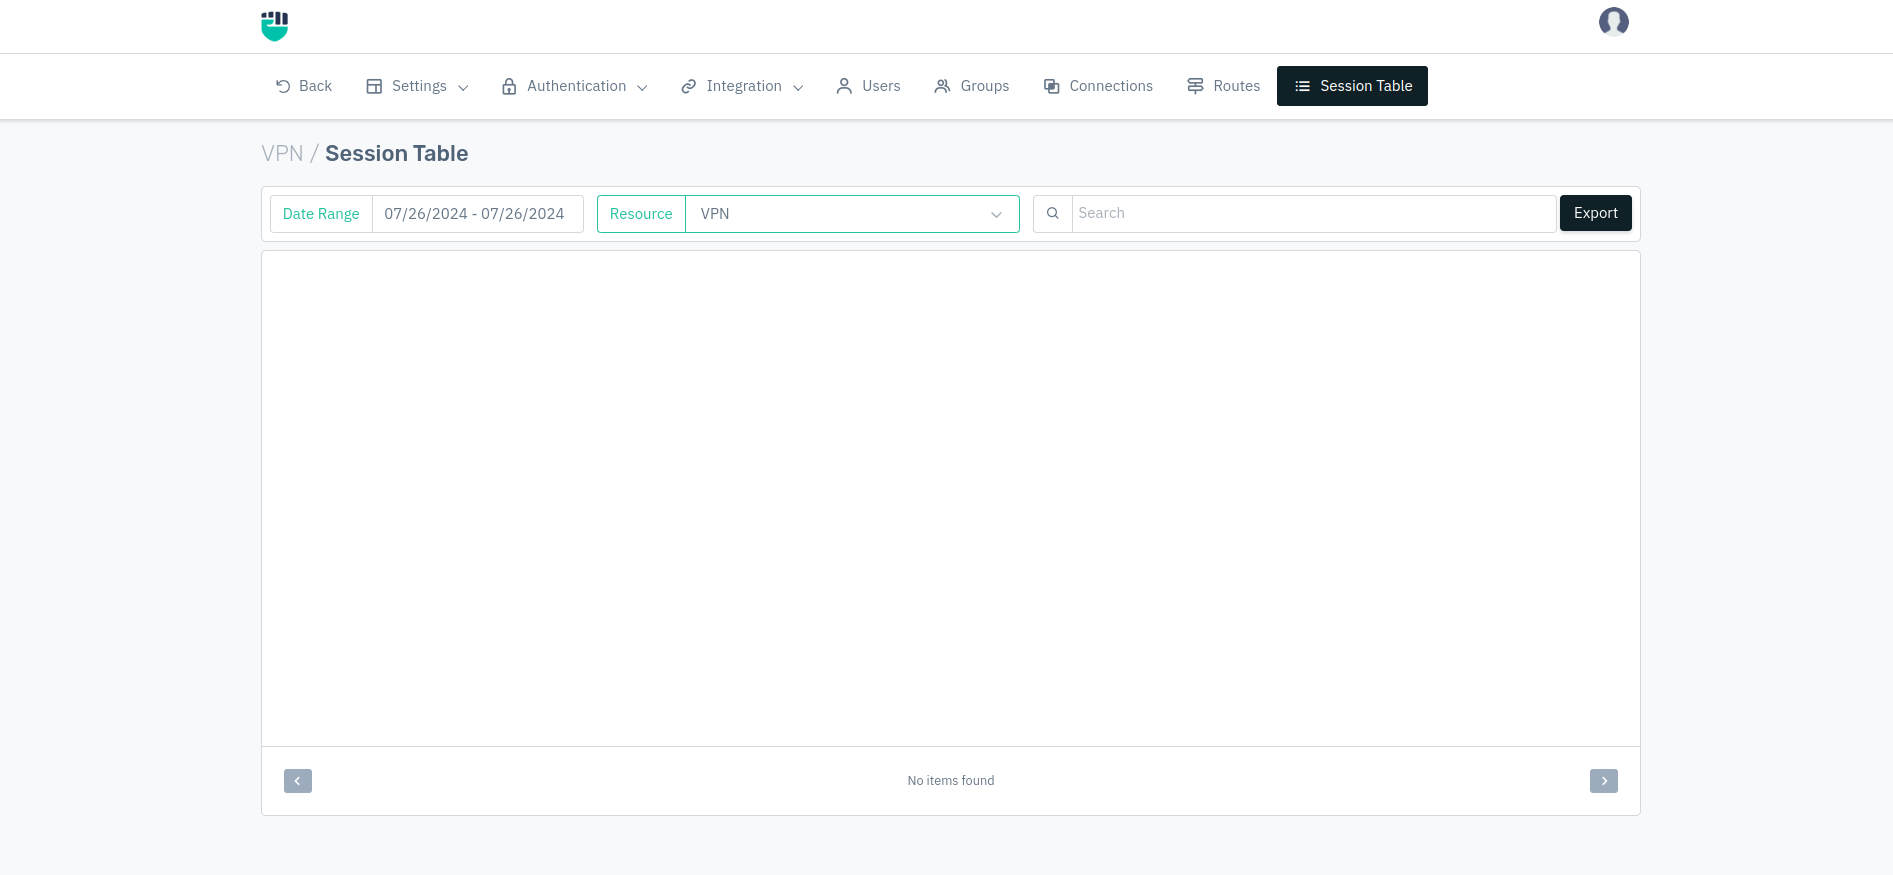 Back Settings Authentication Integration Users Groups Connections Routes Session Table
VPN / Session Table
Date Range 07/26/2024 - 07/26/2024 Resource VPN Search Export
No items found